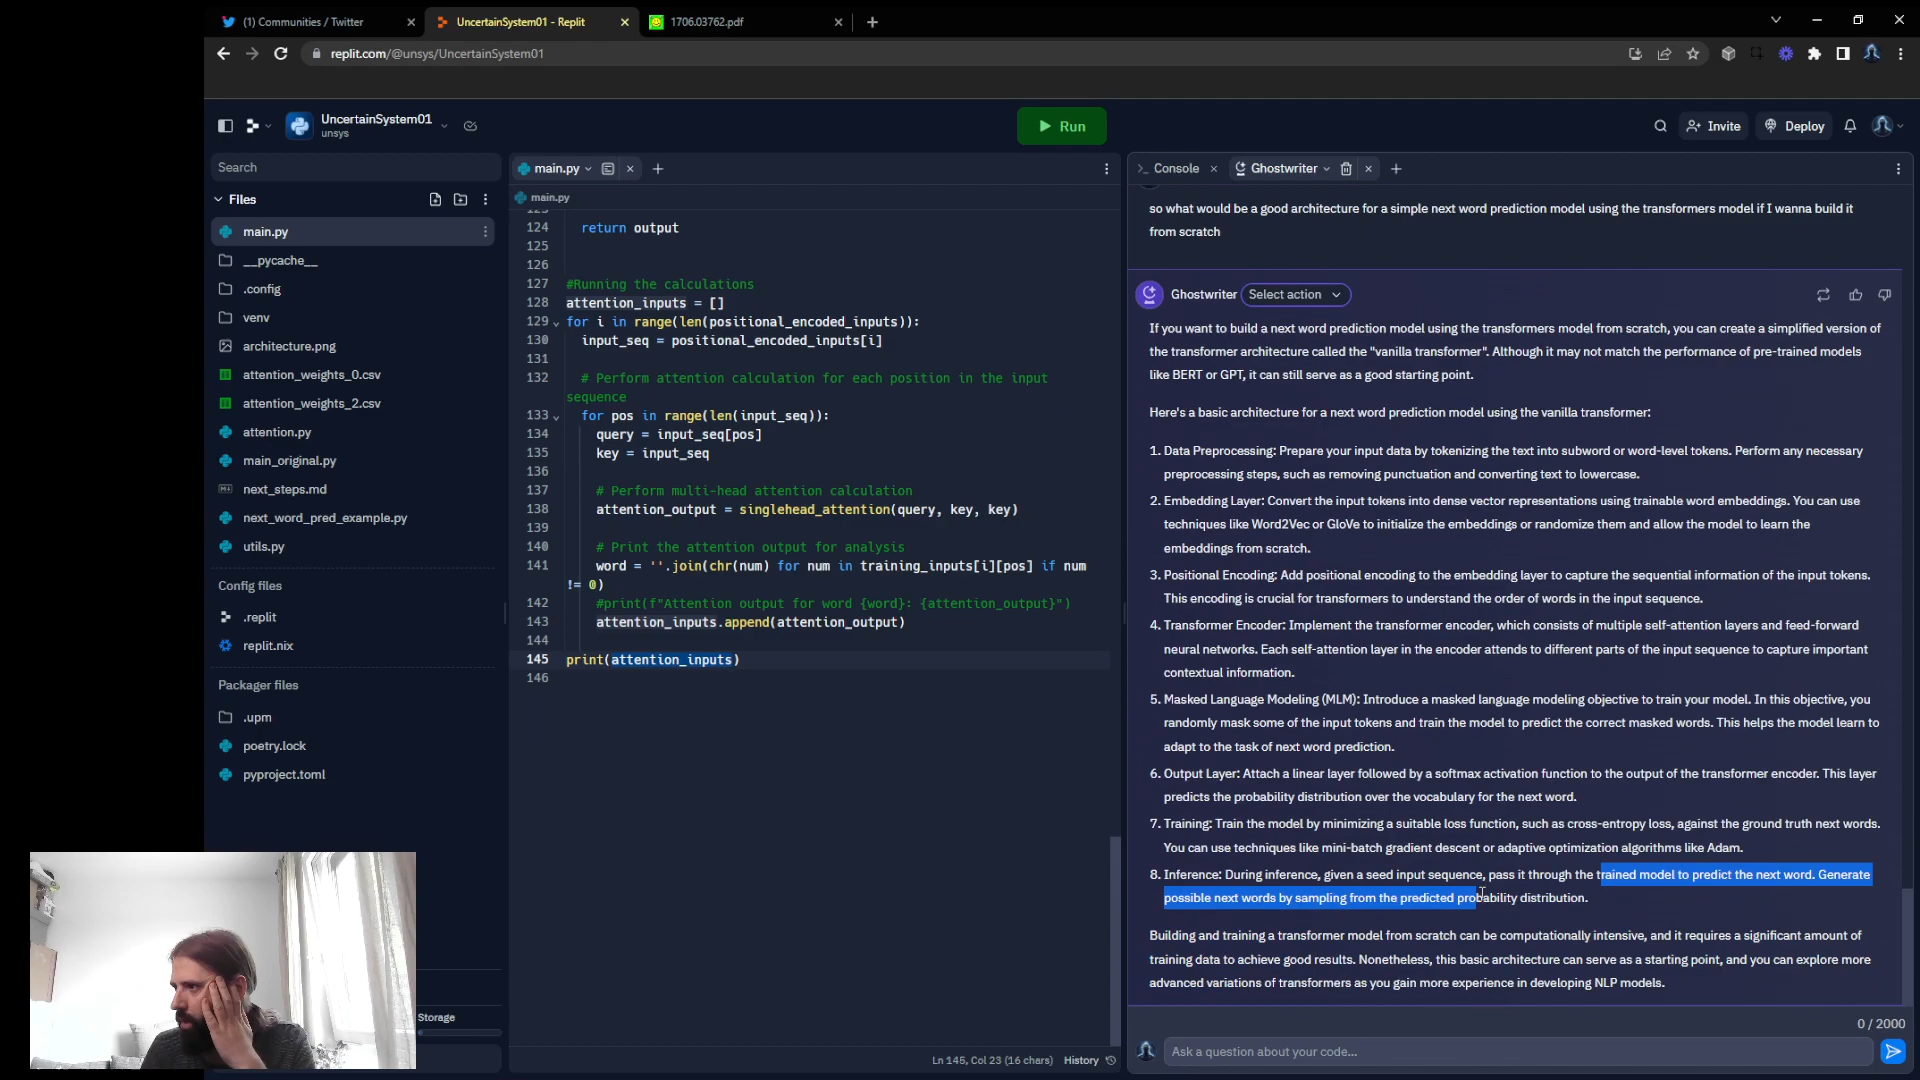 (1) Communities / Twitter
UncertainSystem01 - Replit
1706.03762.pdf
replit.com/@unsys/UncertainSystem01
UncertainSystem01
unsys
Run
Invite
Deploy
Search
Files
main.py
__pycache__
.config
venv
architecture.png
attention_weights_0.csv
attention_weights_2.csv
attention.py
main_original.py
next_steps.md
next_word_pred_example.py
utils.py
Config files
.replit
replit.nix
Packager files
.upm
poetry.lock
pyproject.toml
Storage
main.py
main.py
123
124 return output
125
126
127 #Running the calculations
128 attention_inputs = []
129 for i in range(len(positional_encoded_inputs)):
130 input_seq = positional_encoded_inputs[i]
131
132 # Perform attention calculation for each position in the input
sequence
133 for pos in range(len(input_seq)):
134 query = input_seq[pos]
135 key = input_seq
136
137 # Perform multi-head attention calculation
138 attention_output = singlehead_attention(query, key, key)
139
140 # Print the attention output for analysis
141 word = ''.join(chr(num) for num in training_inputs[i][pos] if num
!= 0)
142 #print(f"Attention output for word {word}: {attention_output}")
143 attention_inputs.append(attention_output)
144
145 print(attention_inputs)
146
Ln 145, Col 23 (16 chars) History
Console
Ghostwriter
so what would be a good architecture for a simple next word prediction model using the transformers model if I wanna build it
from scratch
Ghostwriter Select action
If you want to build a next word prediction model using the transformers model from scratch, you can create a simplified version of
the transformer architecture called the "vanilla transformer". Although it may not match the performance of pre-trained models
like BERT or GPT, it can still serve as a good starting point.
Here's a basic architecture for a next word prediction model using the vanilla transformer:
1. Data Preprocessing: Prepare your input data by tokenizing the text into subword or word-level tokens. Perform any necessary
preprocessing steps, such as removing punctuation and converting text to lowercase.
2. Embedding Layer: Convert the input tokens into dense vector representations using trainable word embeddings. You can use
techniques like Word2Vec or GloVe to initialize the embeddings or randomize them and allow the model to learn the
embeddings from scratch.
3. Positional Encoding: Add positional encoding to the embedding layer to capture the sequential information of the input tokens.
This encoding is crucial for transformers to understand the order of words in the input sequence.
4. Transformer Encoder: Implement the transformer encoder, which consists of multiple self-attention layers and feed-forward
neural networks. Each self-attention layer in the encoder attends to different parts of the input sequence to capture important
contextual information.
5. Masked Language Modeling (MLM): Introduce a masked language modeling objective to train your model. In this objective, you
randomly mask some of the input tokens and train the model to predict the correct masked words. This helps the model learn to
adapt to the task of next word prediction.
6. Output Layer: Attach a linear layer followed by a softmax activation function to the output of the transformer encoder. This layer
predicts the probability distribution over the vocabulary for the next word.
7. Training: Train the model by minimizing a suitable loss function, such as cross-entropy loss, against the ground truth next words.
You can use techniques like mini-batch gradient descent or adaptive optimization algorithms like Adam.
8. Inference: During inference, given a seed input sequence, pass it through the trained model to predict the next word. Generate
possible next words by sampling from the predicted probability distribution.
Building and training a transformer model from scratch can be computationally intensive, and it requires a significant amount of
training data to achieve good results. Nonetheless, this basic architecture can serve as a starting point, and you can explore more
advanced variations of transformers as you gain more experience in developing NLP models.
0 / 2000
Ask a question about your code...